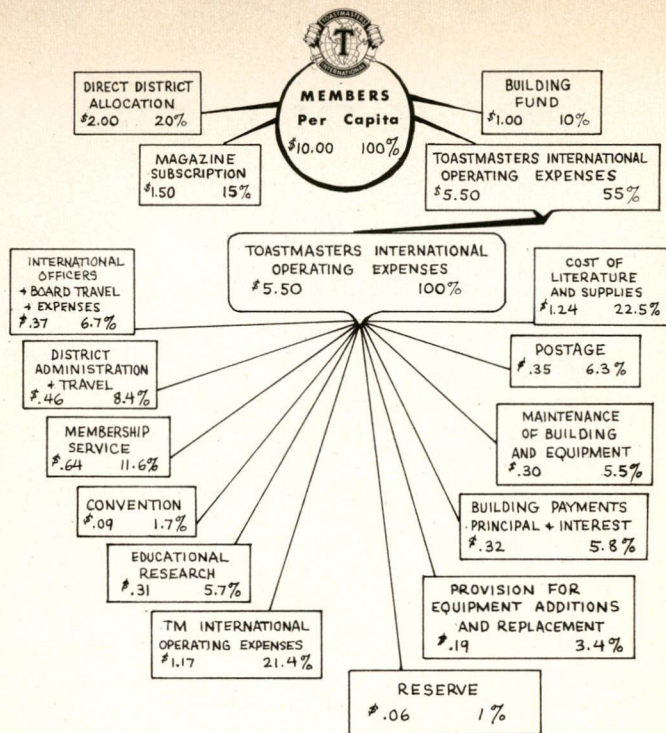 TOASTMASTERS
T
INTERNATIONAL
MEMBERS
Per Capita
$10.00 100%
DIRECT DISTRICT
ALLOCATION
$2.00 20%
MAGAZINE
SUBSCRIPTION
$1.50 15%
BUILDING
FUND
$1.00 10%
TOASTMASTERS INTERNATIONAL
OPERATING EXPENSES
$5.50 55%
TOASTMASTERS INTERNATIONAL
OPERATING EXPENSES
$5.50 100%
INTERNATIONAL
OFFICERS
+ BOARD TRAVEL
+ EXPENSES
$.37 6.7%
DISTRICT
ADMINISTRATION
+ TRAVEL
$.46 8.4%
MEMBERSHIP
SERVICE
$.64 11.6%
CONVENTION
$.09 1.7%
EDUCATIONAL
RESEARCH
$.31 5.7%
TM INTERNATIONAL
OPERATING EXPENSES
$1.17 21.4%
COST OF
LITERATURE
AND SUPPLIES
$1.24 22.5%
POSTAGE
$.35 6.3%
MAINTENANCE
OF BUILDING
AND EQUIPMENT
$.30 5.5%
BUILDING PAYMENTS
PRINCIPAL + INTEREST
$.32 5.8%
PROVISION FOR
EQUIPMENT ADDITIONS
AND REPLACEMENT
$.19 3.4%
RESERVE
$.06 1%